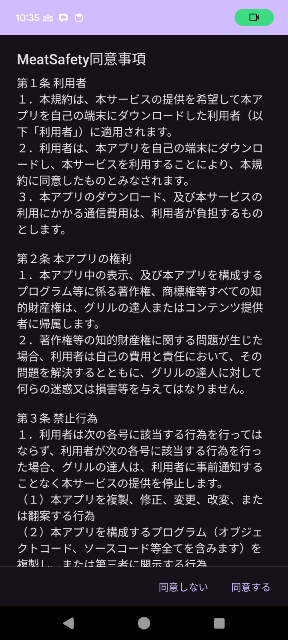 10:35
MeatSafety同意事項
第１条 利用者
１．本規約は、本サービスの提供を希望して本ア
プリを自己の端末にダウンロードした利用者（以
下「利用者」）に適用されます。
２．利用者は、本アプリを自己の端末にダウンロ
ードし、本サービスを利用することにより、本規
約に同意したものとみなされます。
３．本アプリのダウンロード、及び本サービスの
利用にかかる通信費用は、利用者が負担するもの
とします。
第２条 本アプリの権利
１．本アプリ中の表示、及び本アプリを構成する
プログラム等に係る著作権、商標権等すべての知
的財産権は、グリルの達人またはコンテンツ提供
者に帰属します。
２．著作権等の知的財産権に関する問題が生じた
場合、利用者は自己の費用と責任において、その
問題を解決するとともに、グリルの達人に対して
何らの迷惑又は損害等を与えてはなりません。
第３条 禁止行為
１．利用者は次の各号に該当する行為を行っては
ならず、利用者が次の各号に該当する行為を行っ
た場合、グリルの達人は、利用者に事前通知する
ことなく本サービスの提供を停止します。
（１）本アプリを複製、修正、変更、改変、また
は翻案する行為
（２）本アプリを構成するプログラム（オブジェ
クトコード、ソースコード等全てを含みます）を
複製し、または第三者に開示する行為
同意しない 同意する